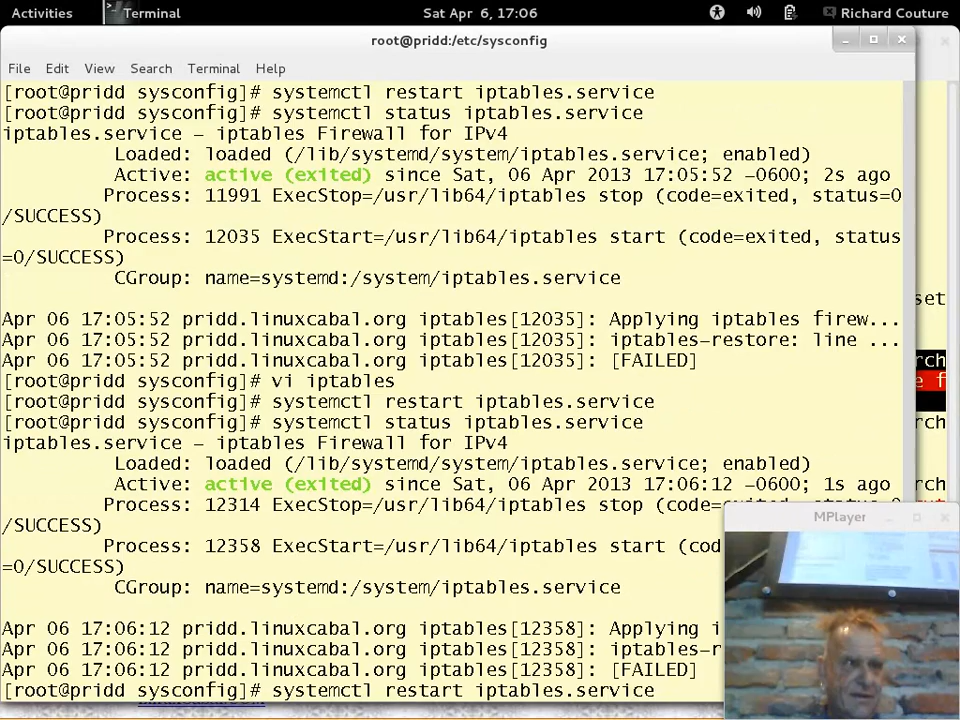 Activities Terminal Sat Apr 6, 17:06 Richard Couture
root@pridd:/etc/sysconfig
File Edit View Search Terminal Help
[root@pridd sysconfig]# systemctl restart iptables.service
[root@pridd sysconfig]# systemctl status iptables.service
iptables.service – iptables Firewall for IPv4
Loaded: loaded (/lib/systemd/system/iptables.service; enabled)
Active: active (exited) since Sat, 06 Apr 2013 17:05:52 –0600; 2s ago
Process: 11991 ExecStop=/usr/lib64/iptables stop (code=exited, status=0
/SUCCESS)
Process: 12035 ExecStart=/usr/lib64/iptables start (code=exited, status
=0/SUCCESS)
CGroup: name=systemd:/system/iptables.service
set
Apr 06 17:05:52 pridd.linuxcabal.org iptables[12035]: Applying iptables firew...
Apr 06 17:05:52 pridd.linuxcabal.org iptables[12035]: iptables–restore: line ...
Apr 06 17:05:52 pridd.linuxcabal.org iptables[12035]: [FAILED]
rch
[root@pridd sysconfig]# vi iptables
e f
[root@pridd sysconfig]# systemctl restart iptables.service
[root@pridd sysconfig]# systemctl status iptables.service
rch
iptables.service – iptables Firewall for IPv4
Loaded: loaded (/lib/systemd/system/iptables.service; enabled)
Active: active (exited) since Sat, 06 Apr 2013 17:06:12 –0600; 1s ago
rch
Process: 12314 ExecStop=/usr/lib64/iptables stop (code=exited, status=0
/SUCCESS)
MPlayer
Process: 12358 ExecStart=/usr/lib64/iptables start (cod
=0/SUCCESS)
CGroup: name=systemd:/system/iptables.service
Apr 06 17:06:12 pridd.linuxcabal.org iptables[12358]: Applying i
Apr 06 17:06:12 pridd.linuxcabal.org iptables[12358]: iptables–r
Apr 06 17:06:12 pridd.linuxcabal.org iptables[12358]: [FAILED]
[root@pridd sysconfig]# systemctl restart iptables.service